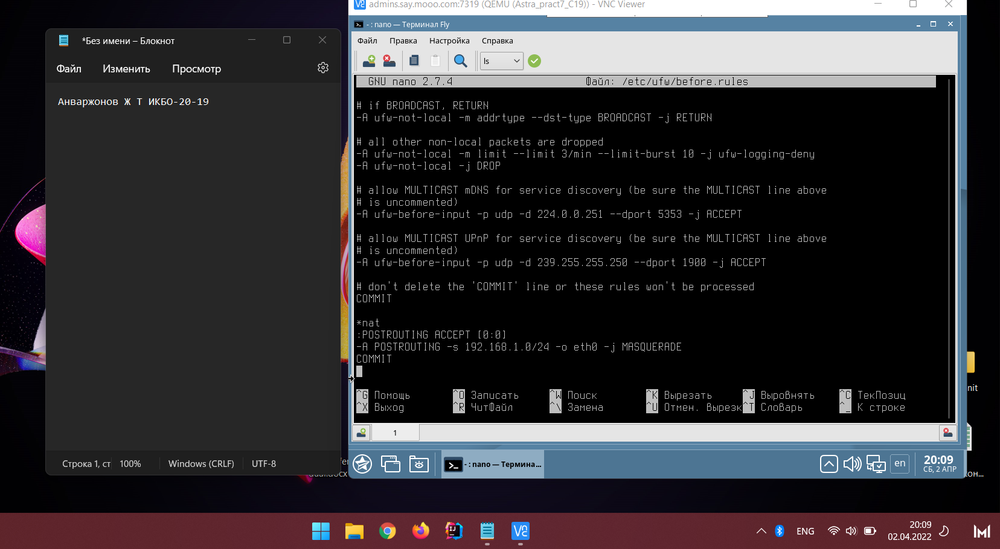 admins.say.mooo.com:7319 (QEMU (Astra_pract7_C19)) - VNC Viewer
*Без имени – Блокнот
Файл Изменить Просмотр
Анваржонов Ж Т ИКБО-20-19
Строка 1, ст 100% Windows (CRLF) UTF-8
- : nano — Терминал Fly
Файл Правка Настройка Справка
ls
GNU nano 2.7.4 Файл: /etc/ufw/before.rules
# if BROADCAST, RETURN
-A ufw-not-local -m addrtype --dst-type BROADCAST -j RETURN
# all other non-local packets are dropped
-A ufw-not-local -m limit --limit 3/min --limit-burst 10 -j ufw-logging-deny
-A ufw-not-local -j DROP
# allow MULTICAST mDNS for service discovery (be sure the MULTICAST line above
# is uncommented)
-A ufw-before-input -p udp -d 224.0.0.251 --dport 5353 -j ACCEPT
# allow MULTICAST UPnP for service discovery (be sure the MULTICAST line above
# is uncommented)
-A ufw-before-input -p udp -d 239.255.255.250 --dport 1900 -j ACCEPT
# don't delete the 'COMMIT' line or these rules won't be processed
COMMIT
*nat
:POSTROUTING ACCEPT [0:0]
-A POSTROUTING -s 192.168.1.0/24 -o eth0 -j MASQUERADE
COMMIT
^G Помощь ^O Записать ^W Поиск ^K Вырезать ^J Выровнять ^C ТекПозиц
^X Выход ^R ЧитФайл ^\ Замена ^U Отмен. Вырезк ^T Словарь ^_ К строке
1
- : nano — Термина...
en
20:09
СБ, 2 АПР
ENG
20:09
02.04.2022